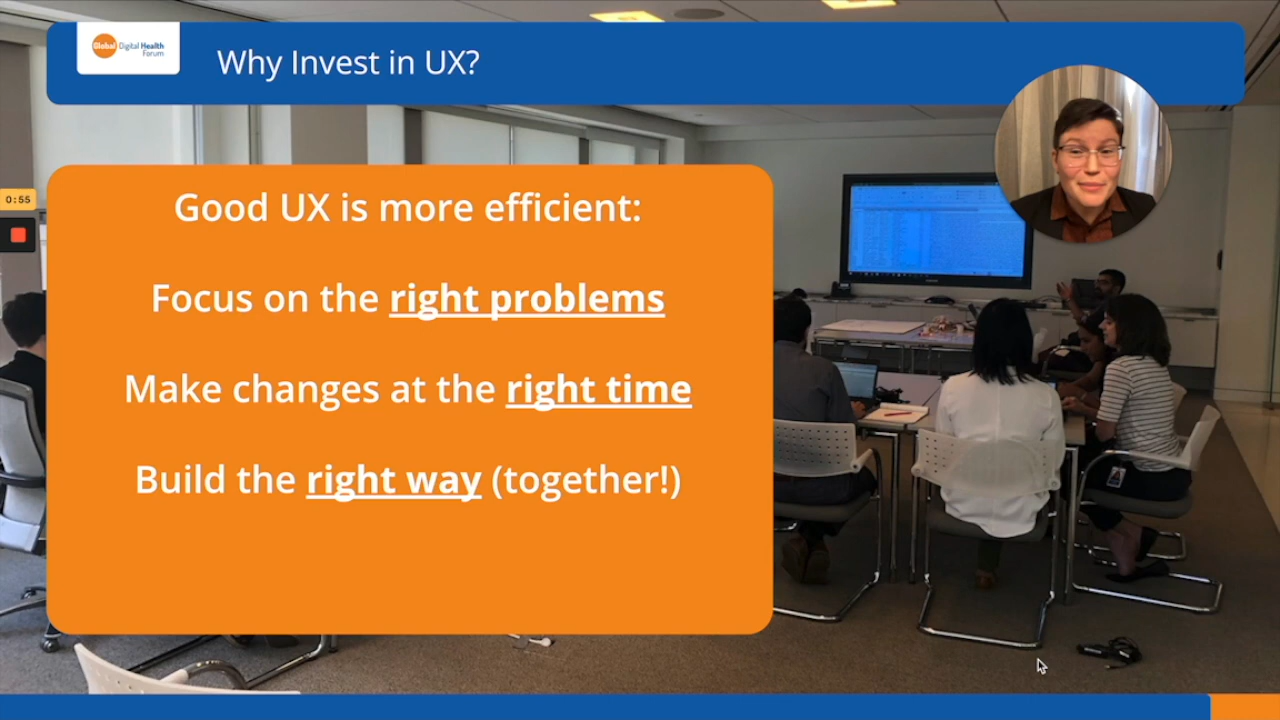 Global Digital Health
Forum
Why Invest in UX?
0:55
Good UX is more efficient:
Focus on the right problems
Make changes at the right time
Build the right way (together!)